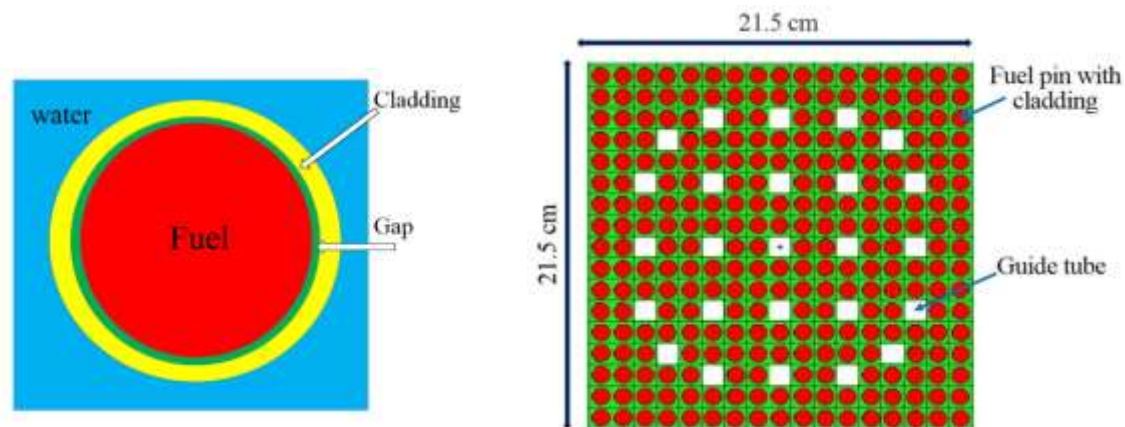 water
Cladding
Fuel
Gap
21.5 cm
21.5 cm
Fuel pin with
cladding
Guide tube